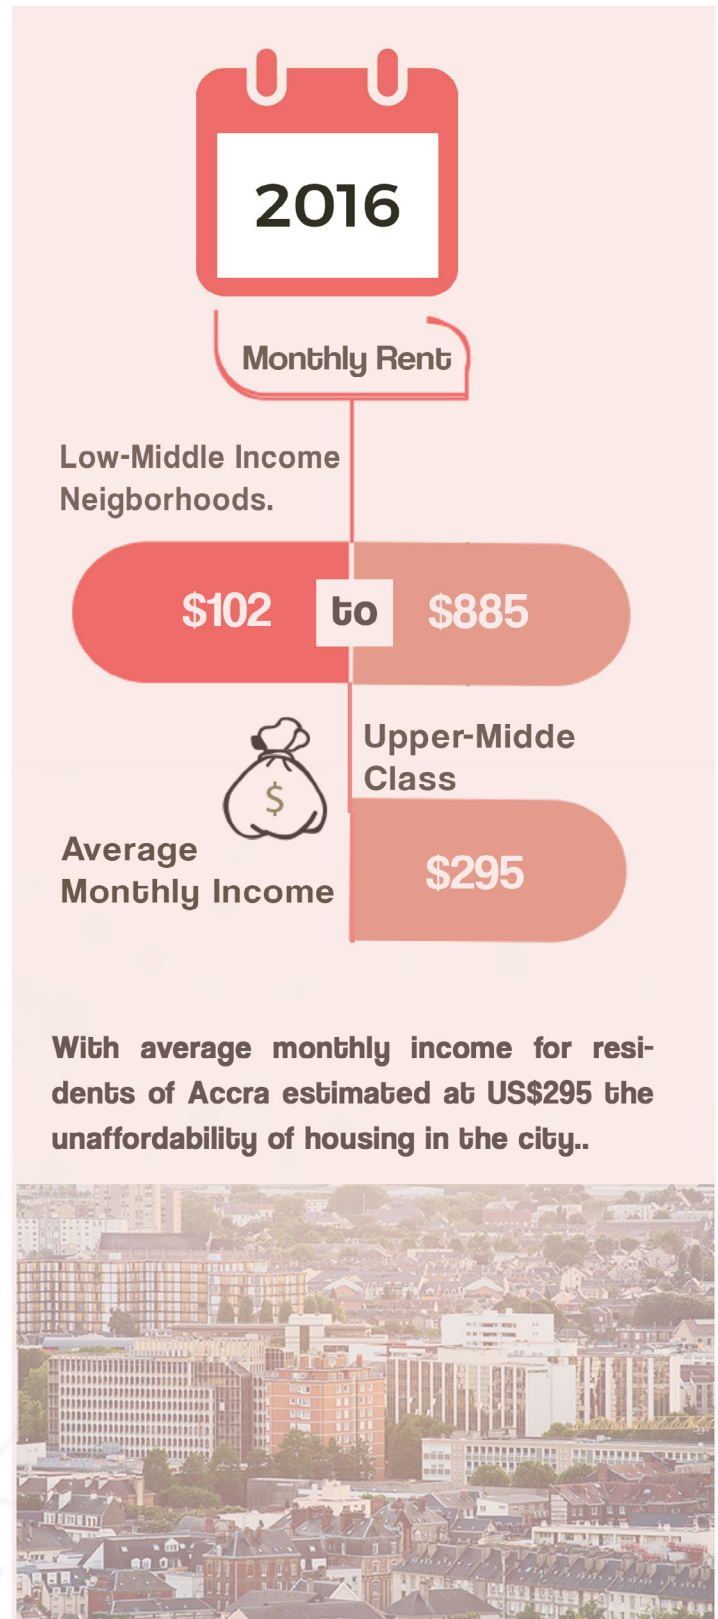 2016
Monthly Rent
Low-Middle Income
Neigborhoods.
$102 to $885
Upper-Midde
Class
$
Average
Monthly Income
$295
With average monthly income for resi-
dents of Accra estimated at US$295 the
unaffordability of housing in the city..